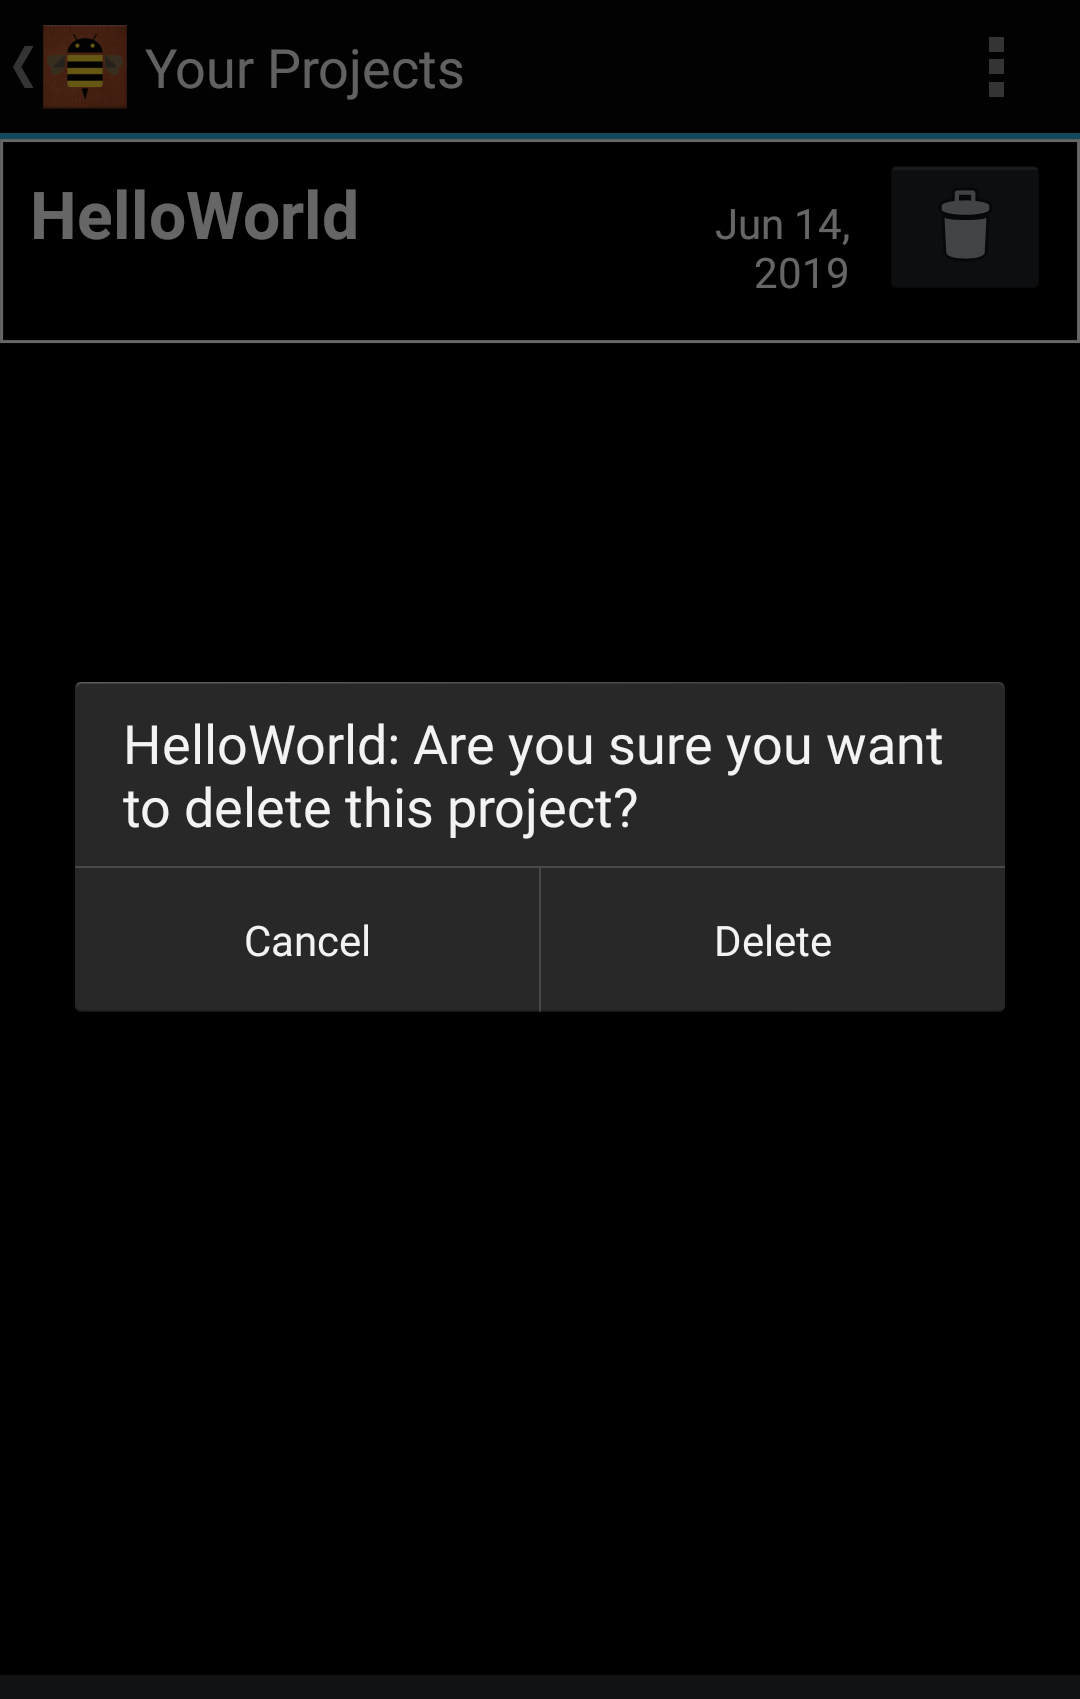 Your Projects
HelloWorld
Jun 14,
2019
HelloWorld: Are you sure you want
to delete this project?
Cancel
Delete